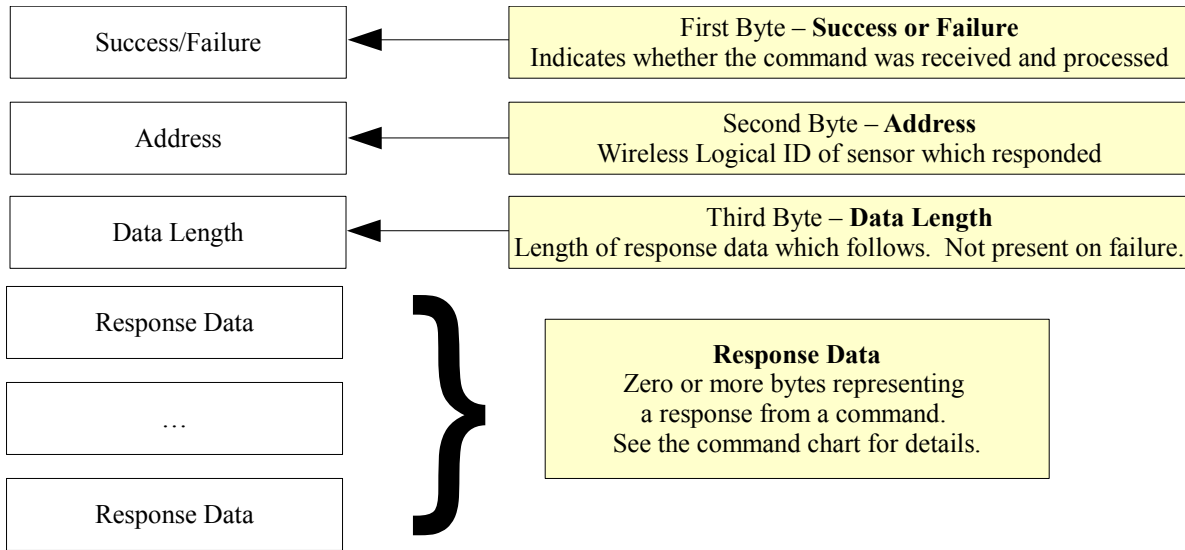 Success/Failure
First Byte – Success or Failure
Indicates whether the command was received and processed
Address
Second Byte – Address
Wireless Logical ID of sensor which responded
Data Length
Third Byte – Data Length
Length of response data which follows.  Not present on failure.
Response Data
…
Response Data
Response Data
Zero or more bytes representing
a response from a command.
See the command chart for details.